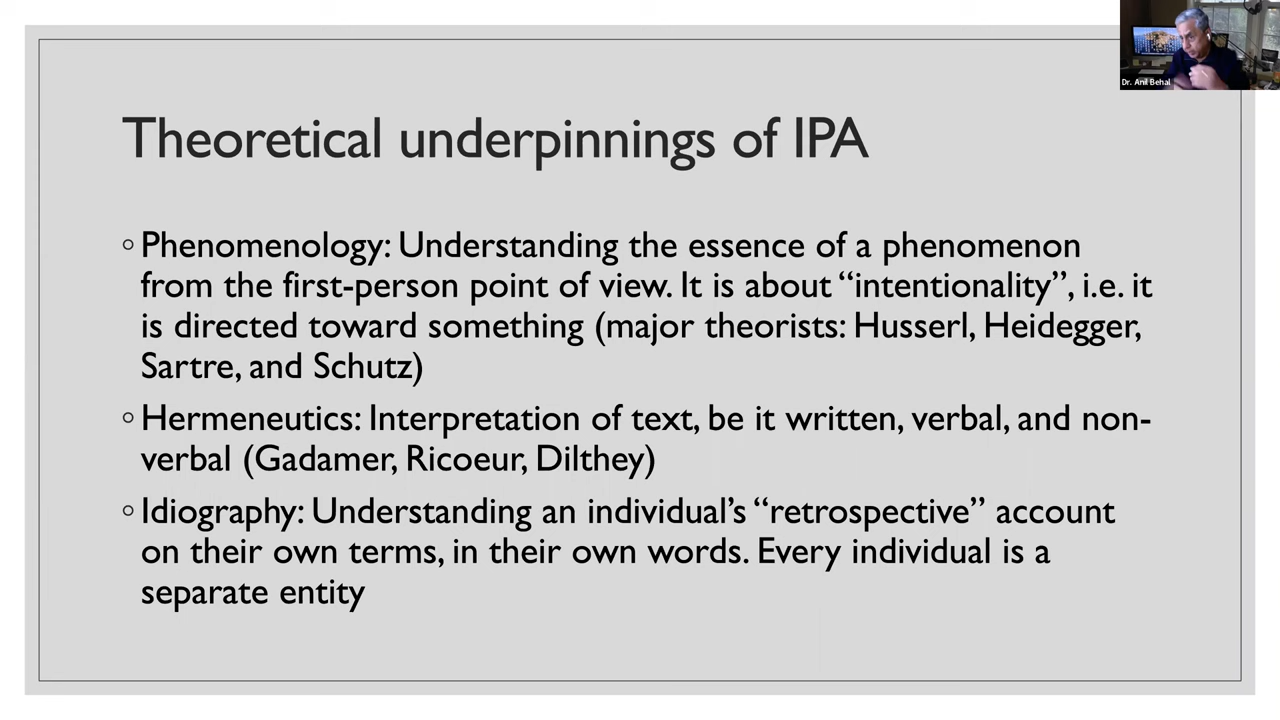 Dr. Anil Behal
Theoretical underpinnings of IPA
◦ Phenomenology: Understanding the essence of a phenomenon
from the first-person point of view. It is about “intentionality”, i.e. it
is directed toward something (major theorists: Husserl, Heidegger,
Sartre, and Schutz)
◦ Hermeneutics: Interpretation of text, be it written, verbal, and non-
verbal (Gadamer, Ricoeur, Dilthey)
◦ Idiography: Understanding an individual’s “retrospective” account
on their own terms, in their own words. Every individual is a
separate entity